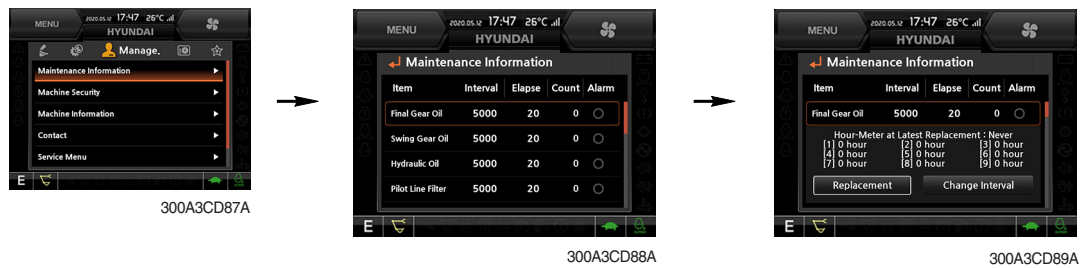 MENU
2020.05.12 17:47 26°C
HYUNDAI
Manage.
Maintenance Information
Machine Security
Machine Information
Contact
Service Menu
E
300A3CD87A
MENU
2020.05.12 17:47 26°C
HYUNDAI
Maintenance Information
Item Interval Elapse Count Alarm
Final Gear Oil 5000 20 0
Swing Gear Oil 5000 20 0
Hydraulic Oil 5000 20 0
Pilot Line Filter 5000 20 0
E
300A3CD88A
MENU
2020.05.12 17:47 26°C
HYUNDAI
Maintenance Information
Item Interval Elapse Count Alarm
Final Gear Oil 5000 20 0
Hour-Meter at Latest Replacement : Never
[1] 0 hour [2] 0 hour [3] 0 hour
[4] 0 hour [5] 0 hour [6] 0 hour
[7] 0 hour [8] 0 hour [9] 0 hour
Replacement Change Interval
E
300A3CD89A